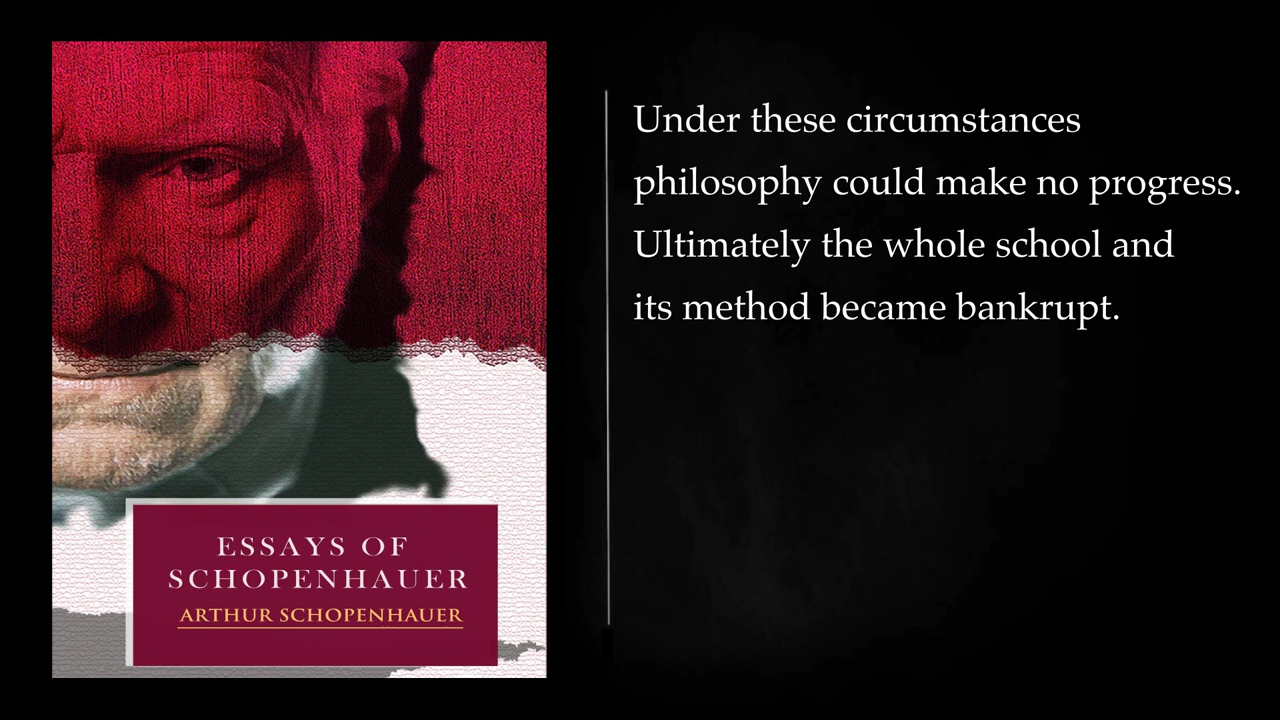 ESSAYS OF
SCHOPENHAUER
ARTHUR SCHOPENHAUER
Under these circumstances
philosophy could make no progress.
Ultimately the whole school and
its method became bankrupt.